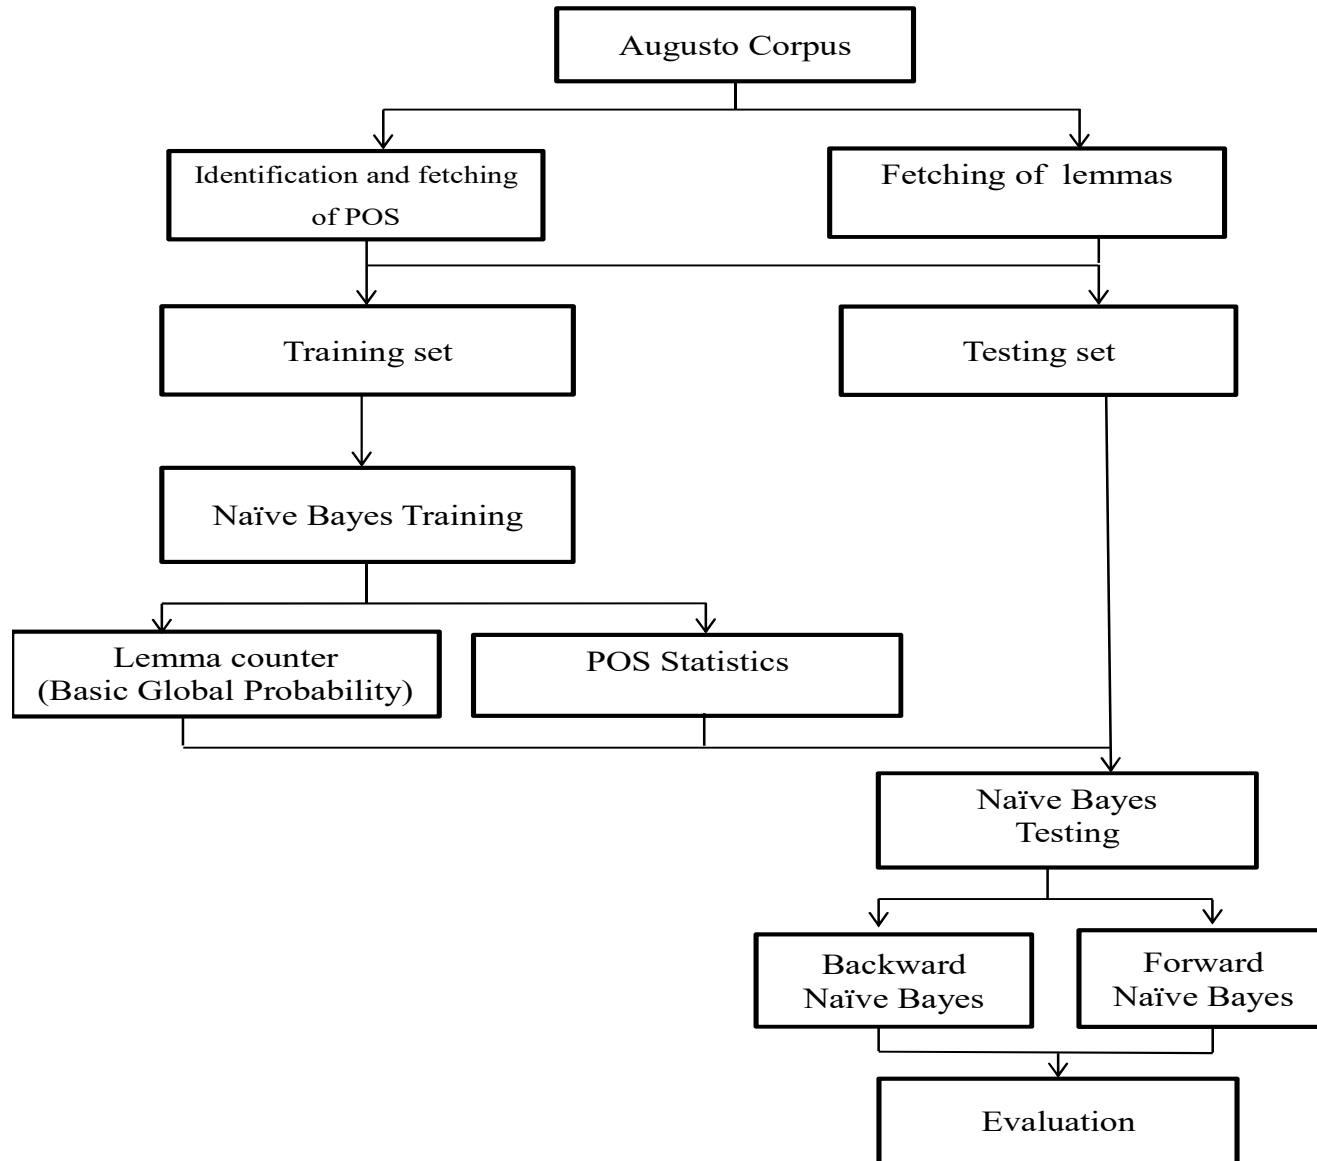 Augusto Corpus
Identification and fetching
of POS
Fetching of lemmas
Training set
Testing set
Naïve Bayes Training
Lemma counter
(Basic Global Probability)
POS Statistics
Naïve Bayes
Testing
Backward
Naïve Bayes
Forward
Naïve Bayes
Evaluation